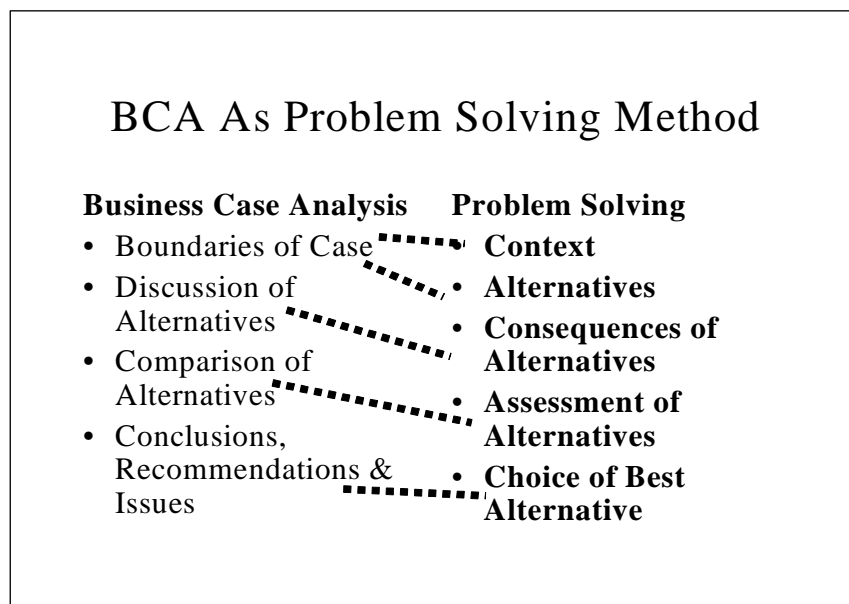 BCA As Problem Solving Method
Business Case Analysis
• Boundaries of Case
• Discussion of
Alternatives
• Comparison of
Alternatives
• Conclusions,
Recommendations &
Issues
Problem Solving
• Context
• Alternatives
• Consequences of
Alternatives
• Assessment of
Alternatives
• Choice of Best
Alternative